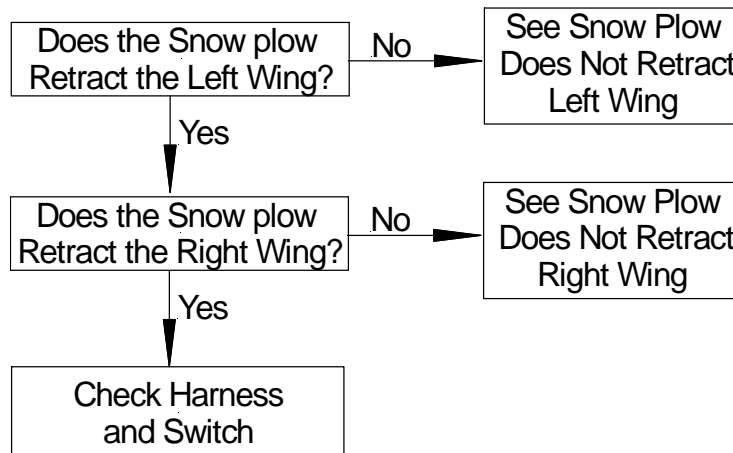 Does the Snow plow
Retract the Left Wing?
No
See Snow Plow
Does Not Retract
Left Wing
Yes
Does the Snow plow
Retract the Right Wing?
No
See Snow Plow
Does Not Retract
Right Wing
Yes
Check Harness
and Switch